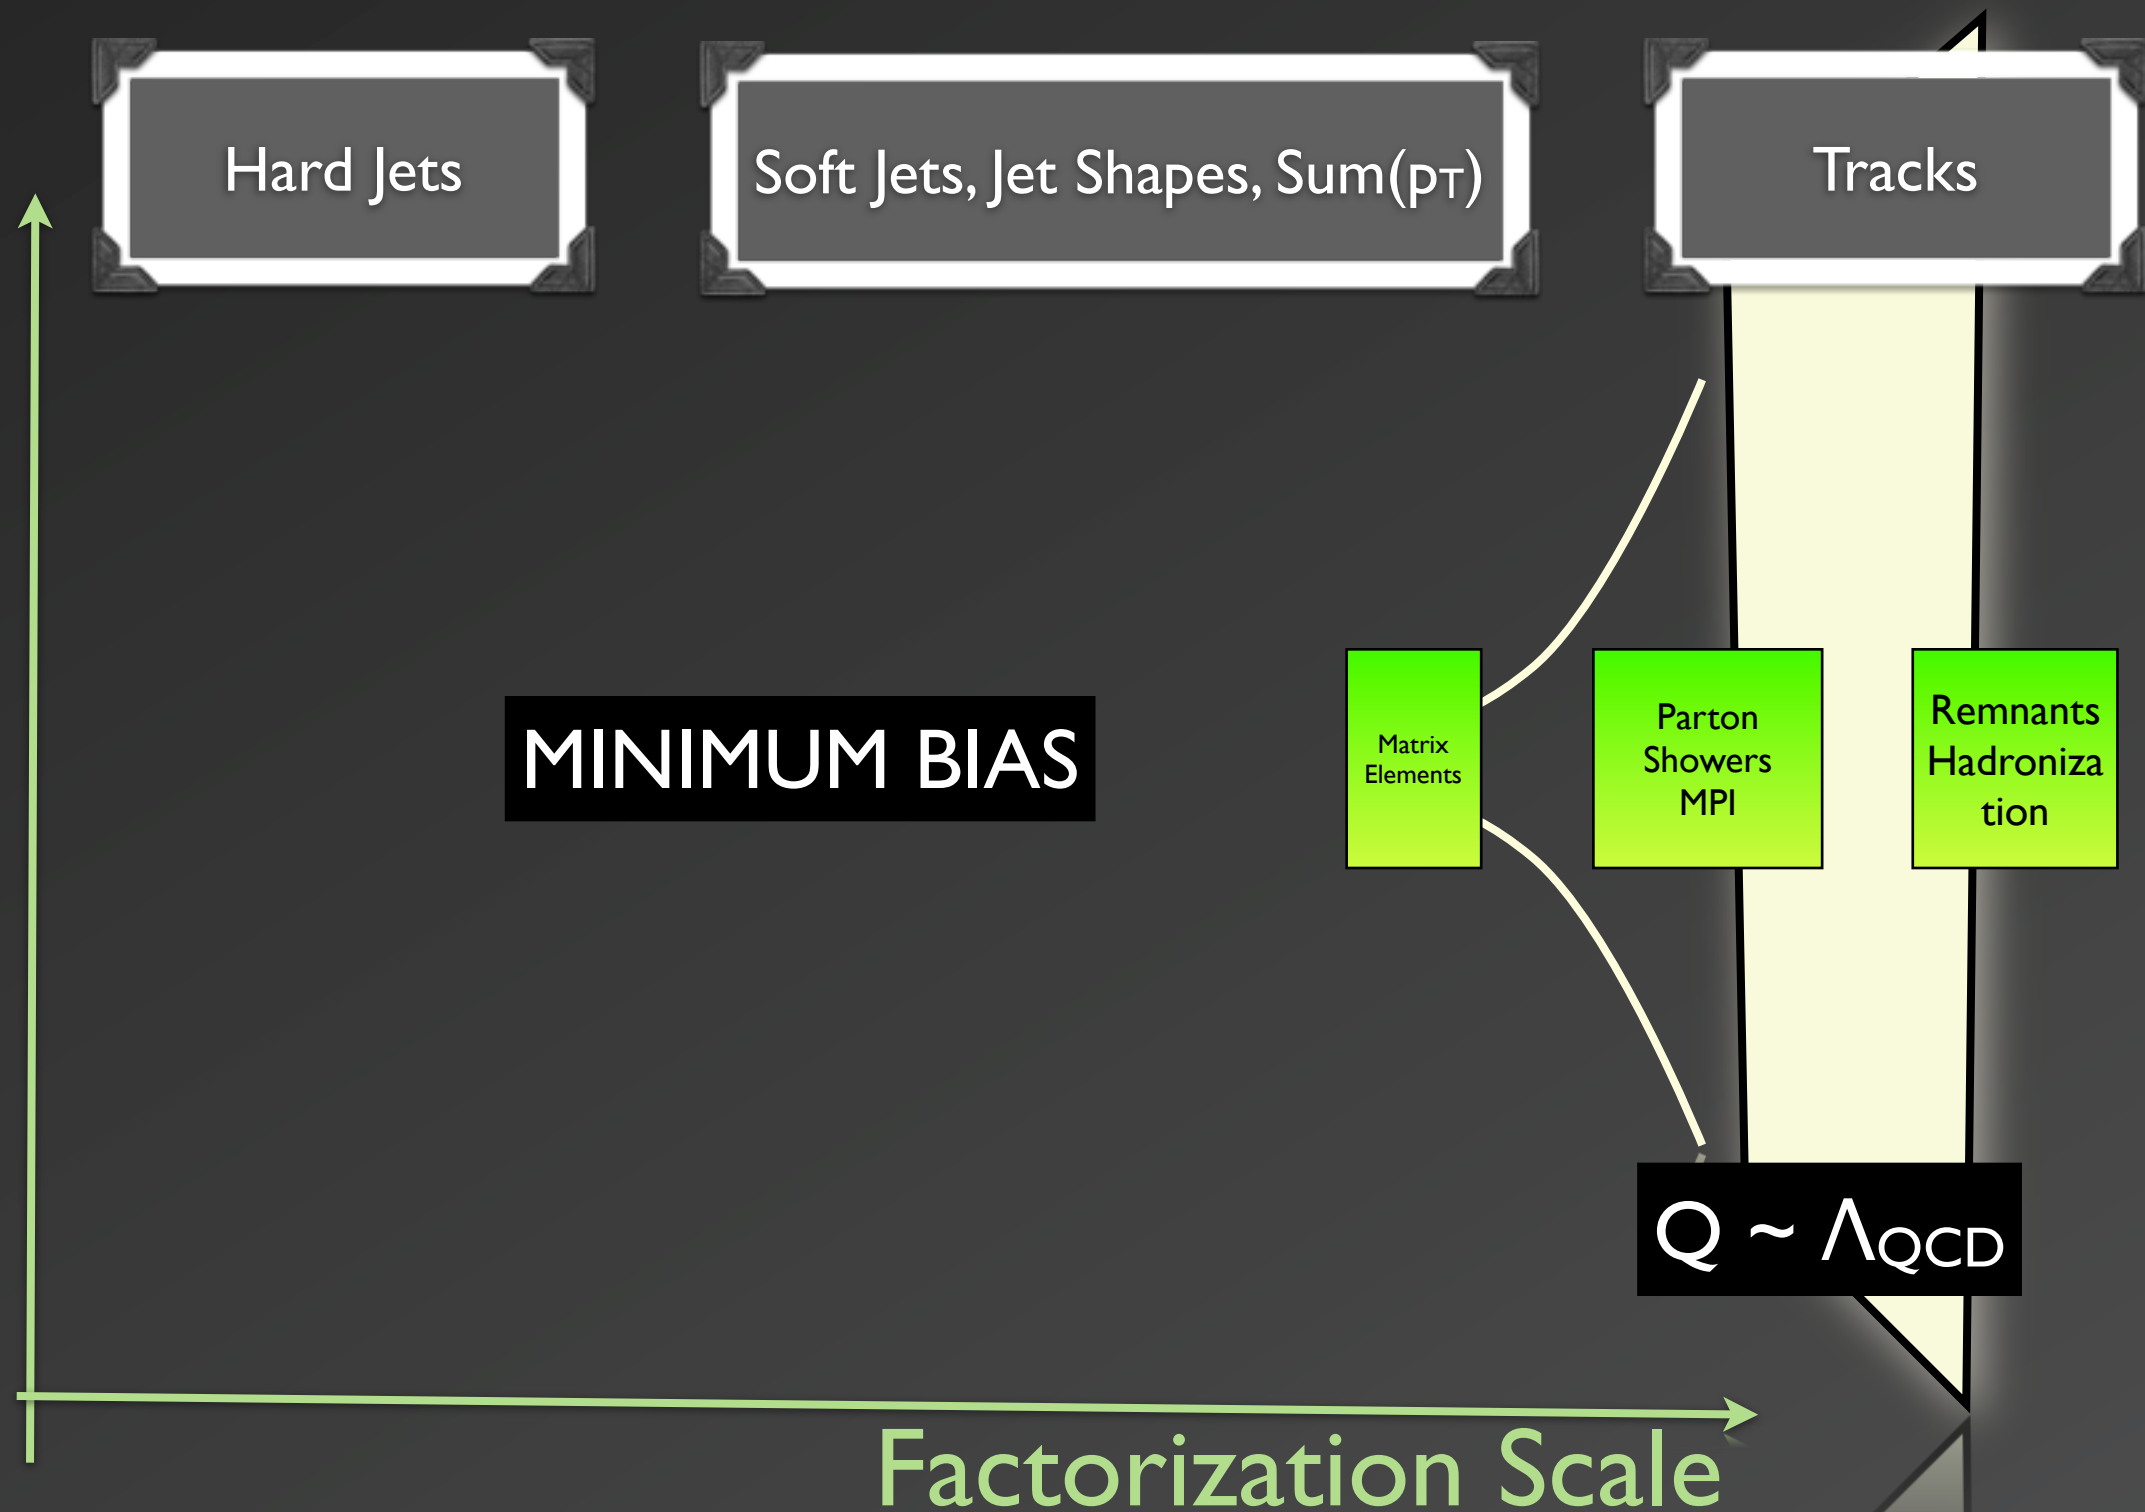 Hard Jets
Soft Jets, Jet Shapes, Sum(pT)
Tracks
MINIMUM BIAS
Matrix
Elements
Parton
Showers
MPI
Remnants
Hadroniza
tion
Q ~ ΛQCD
Factorization Scale